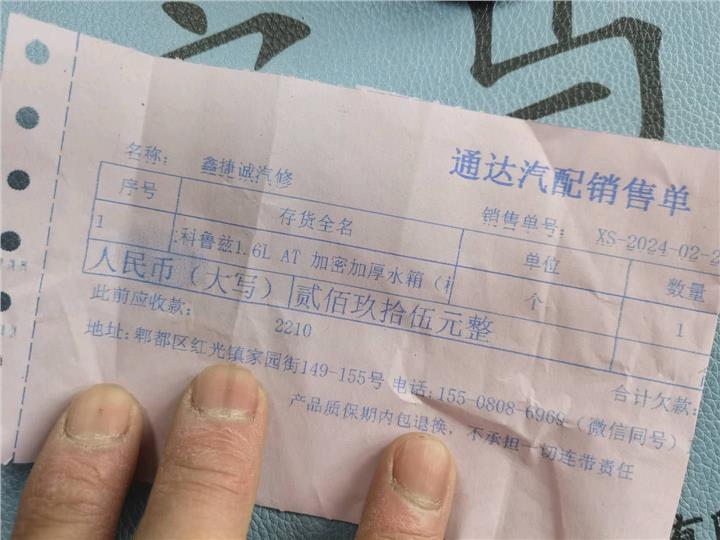 通达汽配销售单
名称： 鑫捷诚汽修
销售单号： XS-2024-02-2
序号 存货全名 单位 数量
1 科鲁兹1.6L AT 加密加厚水箱（ 个 1
人民币（大写） 贰佰玖拾伍元整
此前应收款： 2210 合计欠款:
地址: 郫都区红光镇家园街149-155号 电话:155-0808-6969（微信同号）
产品质保期内包退换，不承担一切连带责任